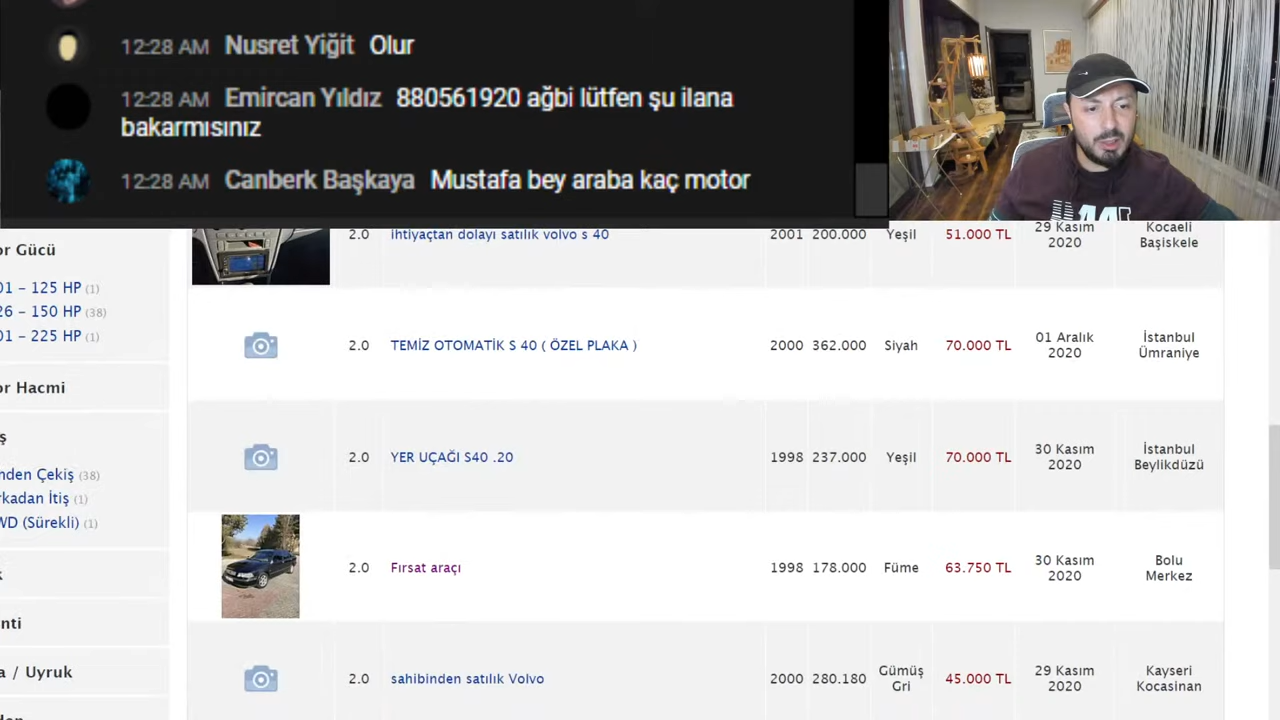 12:28 AM Nusret Yiğit Olur
12:28 AM Emircan Yıldız 880561920 ağbi lütfen şu ilana
bakarmısınız
12:28 AM Canberk Başkaya Mustafa bey araba kaç motor
or Gücü
01 – 125 HP (1)
26 – 150 HP (38)
01 – 225 HP (1)
or Hacmi
ş
nden Çekiş (38)
rkadan İtiş (1)
WD (Sürekli) (1)
k
nti
a / Uyruk
2.0 ihtiyaçtan dolayı satılık volvo s 40 2001 200.000 Yeşil 51.000 TL 29 Kasım 2020 Kocaeli Başiskele
2.0 TEMİZ OTOMATİK S 40 ( ÖZEL PLAKA ) 2000 362.000 Siyah 70.000 TL 01 Aralık 2020 İstanbul Ümraniye
2.0 YER UÇAĞI S40 .20 1998 237.000 Yeşil 70.000 TL 30 Kasım 2020 İstanbul Beylikdüzü
2.0 Fırsat araçı 1998 178.000 Füme 63.750 TL 30 Kasım 2020 Bolu Merkez
2.0 sahibinden satılık Volvo 2000 280.180 Gümüş Gri 45.000 TL 29 Kasım 2020 Kayseri Kocasinan